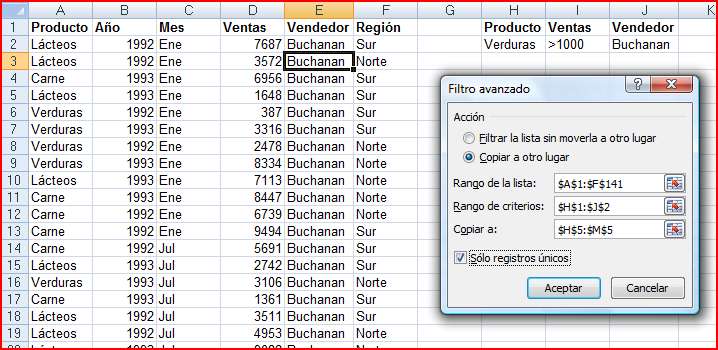 A B C D E F G H I J K
1 Producto Año Mes Ventas Vendedor Región Producto Ventas Vendedor
2 Lácteos 1992 Ene 7687 Buchanan Sur Verduras >1000 Buchanan
3 Lácteos 1992 Ene 3572 Buchanan Norte
4 Carne 1993 Ene 6956 Buchanan Sur
5 Lácteos 1993 Ene 1648 Buchanan Sur
6 Verduras 1992 Ene 387 Buchanan Sur
7 Verduras 1992 Ene 3316 Buchanan Sur
8 Verduras 1993 Ene 2478 Buchanan Norte
9 Verduras 1993 Ene 8334 Buchanan Norte
10 Lácteos 1993 Ene 7113 Buchanan Norte
11 Carne 1993 Ene 8447 Buchanan Norte
12 Carne 1992 Ene 6739 Buchanan Norte
13 Carne 1992 Ene 9494 Buchanan Sur
14 Carne 1992 Jul 5691 Buchanan Sur
15 Lácteos 1993 Jul 2742 Buchanan Sur
16 Verduras 1993 Jul 3106 Buchanan Norte
17 Carne 1993 Jul 1361 Buchanan Sur
18 Lácteos 1992 Jul 3511 Buchanan Sur
19 Lácteos 1992 Jul 4953 Buchanan Norte
Filtro avanzado
Acción
Filtrar la lista sin moverla a otro lugar
Copiar a otro lugar
Rango de la lista: $A$1:$F$141
Rango de criterios: $H$1:$J$2
Copiar a: $H$5:$M$5
Sólo registros únicos
Aceptar Cancelar